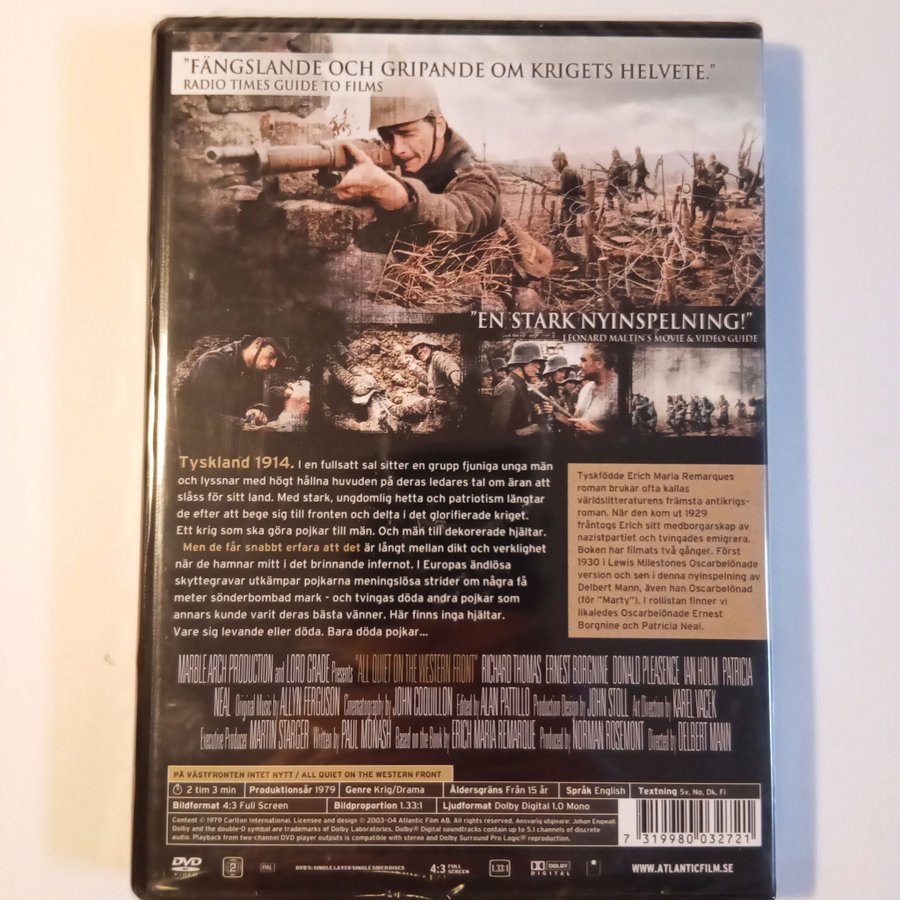 "FÄNGSLANDE OCH GRIPANDE OM KRIGETS HELVETE."
RADIO TIMES GUIDE TO FILMS
"EN STARK NYINSPELNING!"
LEONARD MALTIN'S MOVIE & VIDEO GUIDE
Tyskland 1914. I en fullsatt sal sitter en grupp fjuniga unga män
och lyssnar med högt hållna huvuden på deras ledares tal om äran att
slåss för sitt land. Med stark, ungdomlig hetta och patriotism längtar
de efter att bege sig till fronten och delta i det glorifierade kriget.
Ett krig som ska göra pojkar till män. Och män till dekorerade hjältar.
Men de får snabbt erfara att det är långt mellan dikt och verklighet
när de hamnar mitt i det brinnande infernot. I Europas ändlösa
skyttegravar utkämpar pojkarna meningslösa strider om några få
meter sönderbombad mark - och tvingas döda andra pojkar som
annars kunde varit deras bästa vänner. Här finns inga hjältar.
Vare sig levande eller döda. Bara döda pojkar...
Tyskfödde Erich Maria Remarques
roman brukar ofta kallas
världslitteraturens främsta antikrigs-
roman. När den kom ut 1929
fråntogs Erich sitt medborgarskap av
nazistpartiet och tvingades emigrera.
Boken har filmats två gånger. Först
1930 i Lewis Milestones Oscarbelönade
version och sen i denna nyinspelning av
Delbert Mann, även han Oscarbelönad
(för "Marty"). I rollistan finner vi
likaledes Oscarbelönade Ernest
Borgnine och Patricia Neal.
MARBLE ARCH PRODUCTION and LORD GRADE Presents "ALL QUIET ON THE WESTERN FRONT" RICHARD THOMAS ERNEST BORGNINE DONALD PLEASENCE IAN HOLM PATRICIA
NEAL Original Music by ALLYN FERGUSON Cinematography by JOHN COQUILLON Edited by ALAN PATTILLO Production Design by JOHN STOLL Art Direction by KAREL VACEK
Executive Producer MARTIN STARGER Written by PAUL MONASH Based on the Book by ERICH MARIA REMARQUE Produced by NORMAN ROSEMONT Directed by DELBERT MANN
PÅ VÄSTFRONTEN INTET NYTT / ALL QUIET ON THE WESTERN FRONT
2 tim 3 min Produktionsår 1979 Genre Krig/Drama Åldersgräns Från 15 år Språk English Textning Sv, No, Dk, Fi
Bildformat 4:3 Full Screen Bildproportion 1.33:1 Ljudformat Dolby Digital 1.0 Mono
Content © 1979 Carlton International. Licensee and design © 2003-04 Atlantic Film AB. All rights reserved. Ansvarig utgivare: Johan Engwall.
Dolby and the double-D symbol are trademarks of Dolby Laboratories. Dolby® Digital soundtracks contain up to 5.1 channels of discrete
audio. Playback from two-channel DVD player outputs is compatible with stereo and Dolby Surround Pro Logic® reproduction.
7 319980 032721
DVD VIDEO 2 PAL DVD 5: SINGLE LAYER SINGLE SIDED DISCS 4:3 FULL SCREEN 1.33:1 DOLBY DIGITAL WWW.ATLANTICFILM.SE